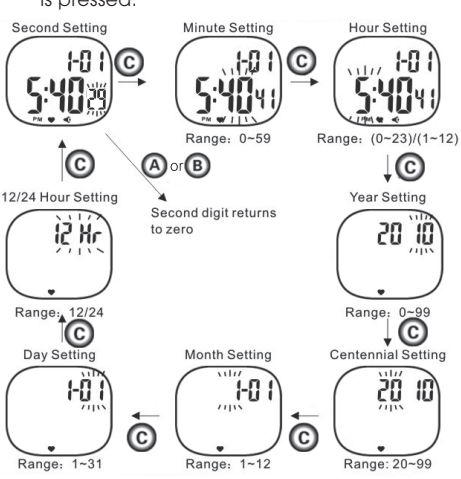 is pressed.
Second Setting Minute Setting Hour Setting
1-01 C 1-01 C 1-01
5:40 29 5:40 41 5:40 41
PM PM PM
Range: 0~59 Range: (0~23)/(1~12)
C A or B C
12/24 Hour Setting Second digit returns to zero Year Setting
12 Hr 20 10
Range: 12/24 Range: 0~99
C C
Day Setting Month Setting Centennial Setting
1-01 1-01 20 10
C C
Range: 1~31 Range: 1~12 Range: 20~99